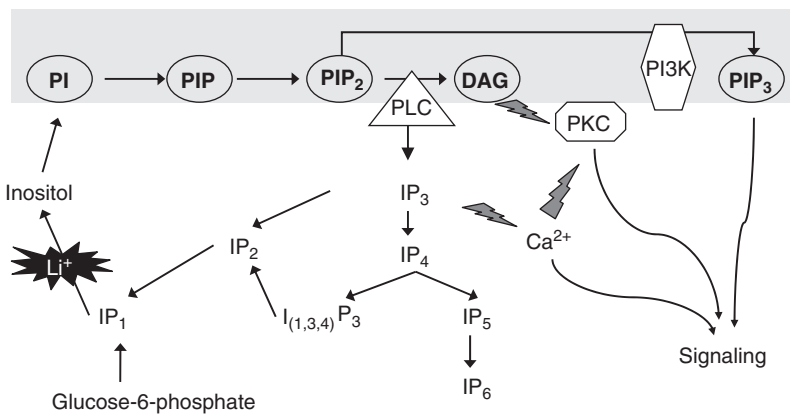 PI
PIP
PIP₂
DAG
PI3K
PIP₃
PLC
PKC
Inositol
IP₃
Ca²⁺
IP₂
IP₄
Li⁺
IP₁
I₍₁,₃,₄₎P₃
IP₅
Signaling
IP₆
Glucose-6-phosphate